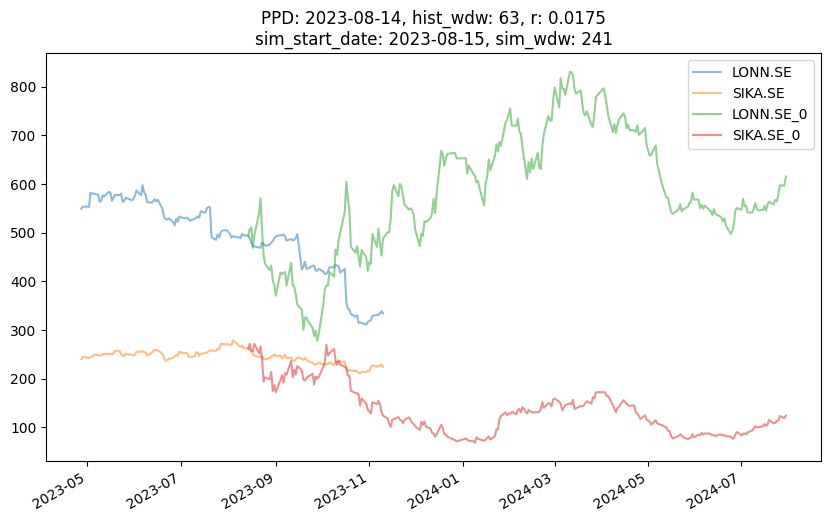 PPD: 2023-08-14, hist_wdw: 63, r: 0.0175
sim_start_date: 2023-08-15, sim_wdw: 241
LONN.SE
SIKA.SE
LONN.SE_0
SIKA.SE_0
800
700
600
500
400
300
200
100
2023-05
2023-07
2023-09
2023-11
2024-01
2024-03
2024-05
2024-07